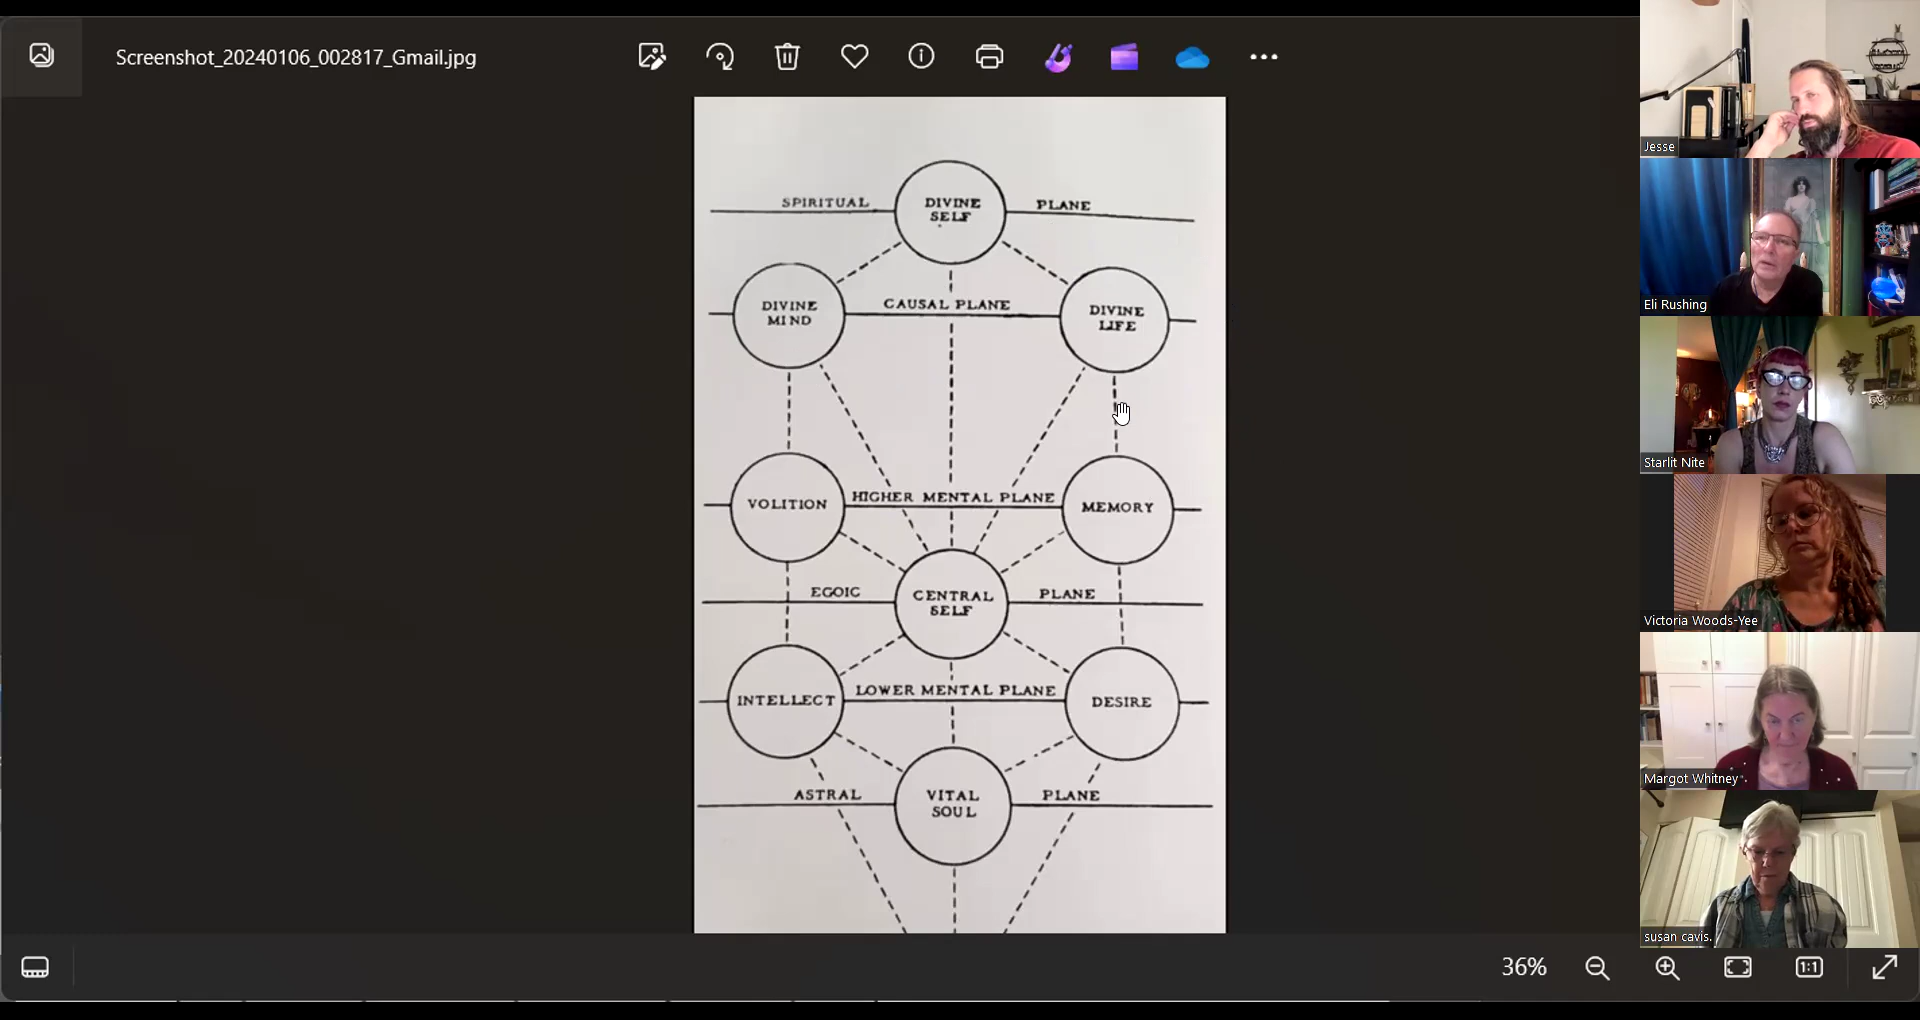 Screenshot_20240106_002817_Gmail.jpg
SPIRITUAL
DIVINE
SELF
PLANE
DIVINE
MIND
CAUSAL PLANE
DIVINE
LIFE
VOLITION
HIGHER MENTAL PLANE
MEMORY
EGOIC
CENTRAL
SELF
PLANE
INTELLECT
LOWER MENTAL PLANE
DESIRE
ASTRAL
VITAL
SOUL
PLANE
Jesse
Eli Rushing
Starlit Nite
Victoria Woods-Yee
Margot Whitney
susan cavis.
36%
1:1